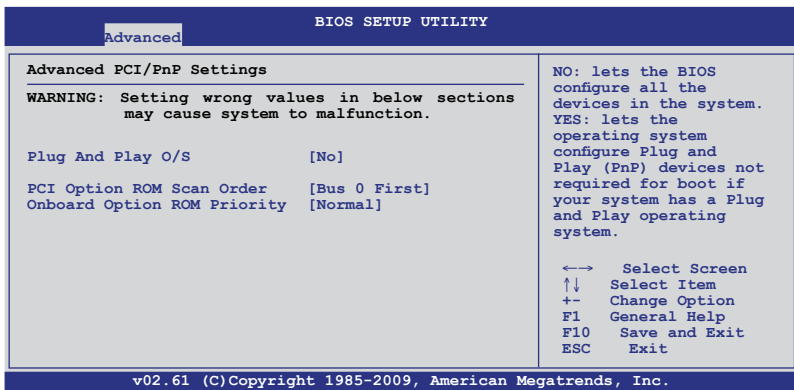 BIOS SETUP UTILITY
Advanced
Advanced PCI/PnP Settings
WARNING: Setting wrong values in below sections
may cause system to malfunction.
Plug And Play O/S [No]
PCI Option ROM Scan Order [Bus 0 First]
Onboard Option ROM Priority [Normal]
NO: lets the BIOS
configure all the
devices in the system.
YES: lets the
operating system
configure Plug and
Play (PnP) devices not
required for boot if
your system has a Plug
and Play operating
system.
←→ Select Screen
↑↓ Select Item
+- Change Option
F1 General Help
F10 Save and Exit
ESC Exit
v02.61 (C)Copyright 1985-2009, American Megatrends, Inc.